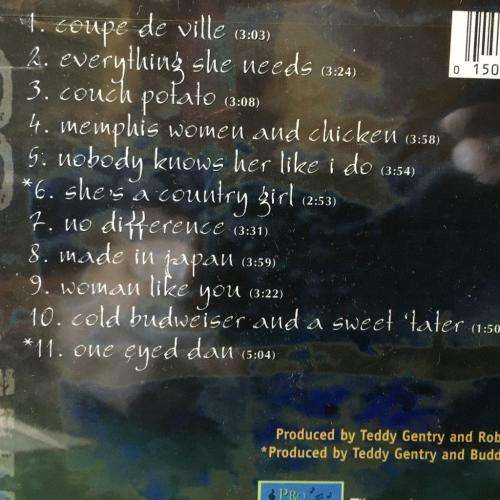 1. coupe de ville (3:03)
2. everything she needs (3:24)
3. couch potato (3:08)
4. memphis women and chicken (3:58)
5. nobody knows her like i do (3:54)
*6. she's a country girl (2:53)
7. no difference (3:31)
8. made in japan (3:59)
9. woman like you (3:22)
10. cold budweiser and a sweet 'tater (1:50
*11. one eyed dan (5:04)
0 150
Produced by Teddy Gentry and Rob
*Produced by Teddy Gentry and Budd